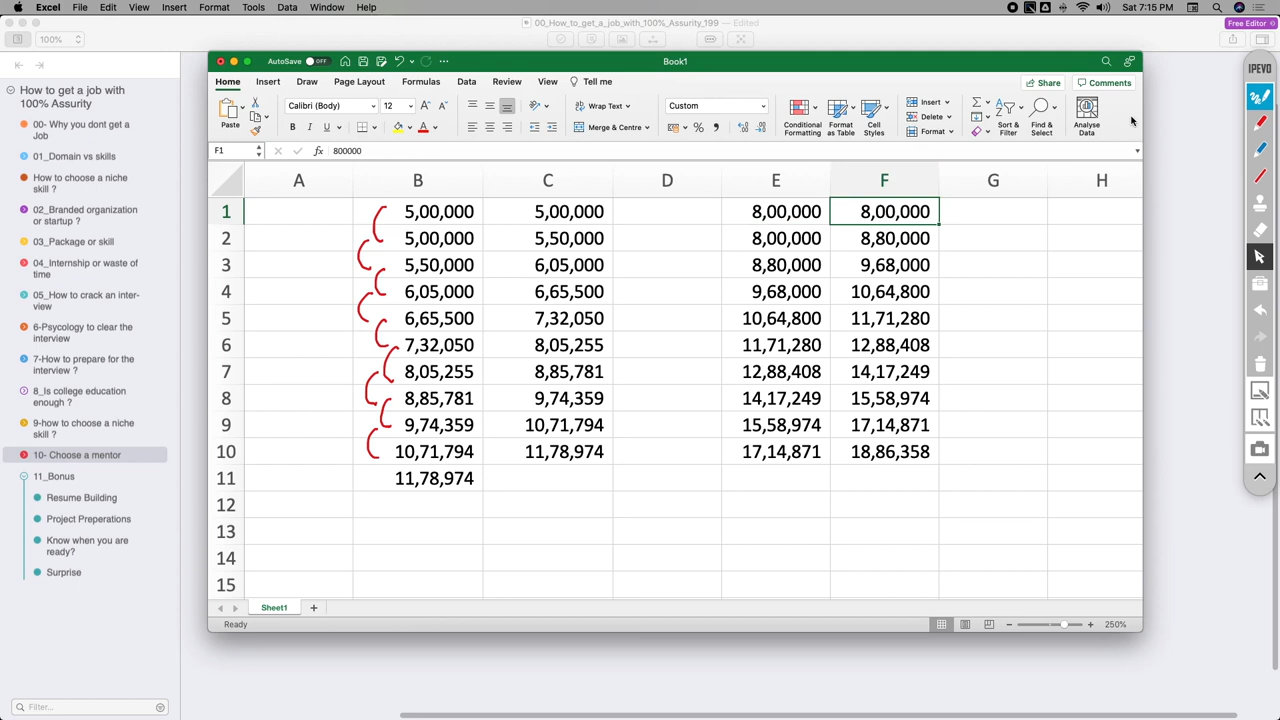 Excel File Edit View Insert Format Tools Data Window Help Sat 7:15 PM
00_How_to_get_a_job_with_100%_Assurity_199 – Edited
Free Editor
100%
How to get a job with
100% Assurity
00- Why you dont get a
Job
01_Domain vs skills
How to choose a niche
skill ?
02_Branded organization
or startup ?
03_Package or skill
04_Internship or waste of
time
05_How to crack an inter-
view
6-Psycology to clear the
interview
7-How to prepare for the
interview ?
8_Is college education
enough ?
9-how to choose a niche
skill ?
10- Choose a mentor
11_Bonus
Resume Building
Project Preperations
Know when you are
ready?
Surprise
Filter...
AutoSave OFF Book1
Home Insert Draw Page Layout Formulas Data Review View Tell me Share Comments
Paste Calibri (Body) 12 Wrap Text Merge & Centre Custom Conditional Formatting Format as Table Cell Styles Insert Delete Format Sort & Filter Find & Select Analyse Data
F1 fx 800000
A B C D E F G H
1 5,00,000 5,00,000 8,00,000 8,00,000
2 5,00,000 5,50,000 8,00,000 8,80,000
3 5,50,000 6,05,000 8,80,000 9,68,000
4 6,05,000 6,65,500 9,68,000 10,64,800
5 6,65,500 7,32,050 10,64,800 11,71,280
6 7,32,050 8,05,255 11,71,280 12,88,408
7 8,05,255 8,85,781 12,88,408 14,17,249
8 8,85,781 9,74,359 14,17,249 15,58,974
9 9,74,359 10,71,794 15,58,974 17,14,871
10 10,71,794 11,78,974 17,14,871 18,86,358
11 11,78,974
12
13
14
15
Sheet1
Ready 250%
IPEVO